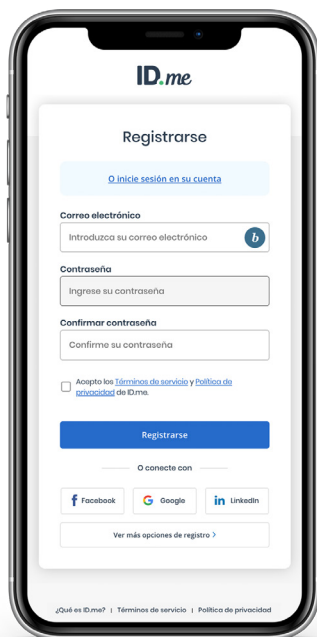 ID.me
Registrarse
O inicie sesión en su cuenta
Correo electrónico
Introduzca su correo electrónico
b
Contraseña
Ingrese su contraseña
Confirmar contraseña
Confirme su contraseña
Acepto los Términos de servicio y Política de
privacidad de ID.me.
Registrarse
O conecte con
f Facebook G Google in LinkedIn
Ver más opciones de registro >
¿Qué es ID.me? | Términos de servicio | Política de privacidad